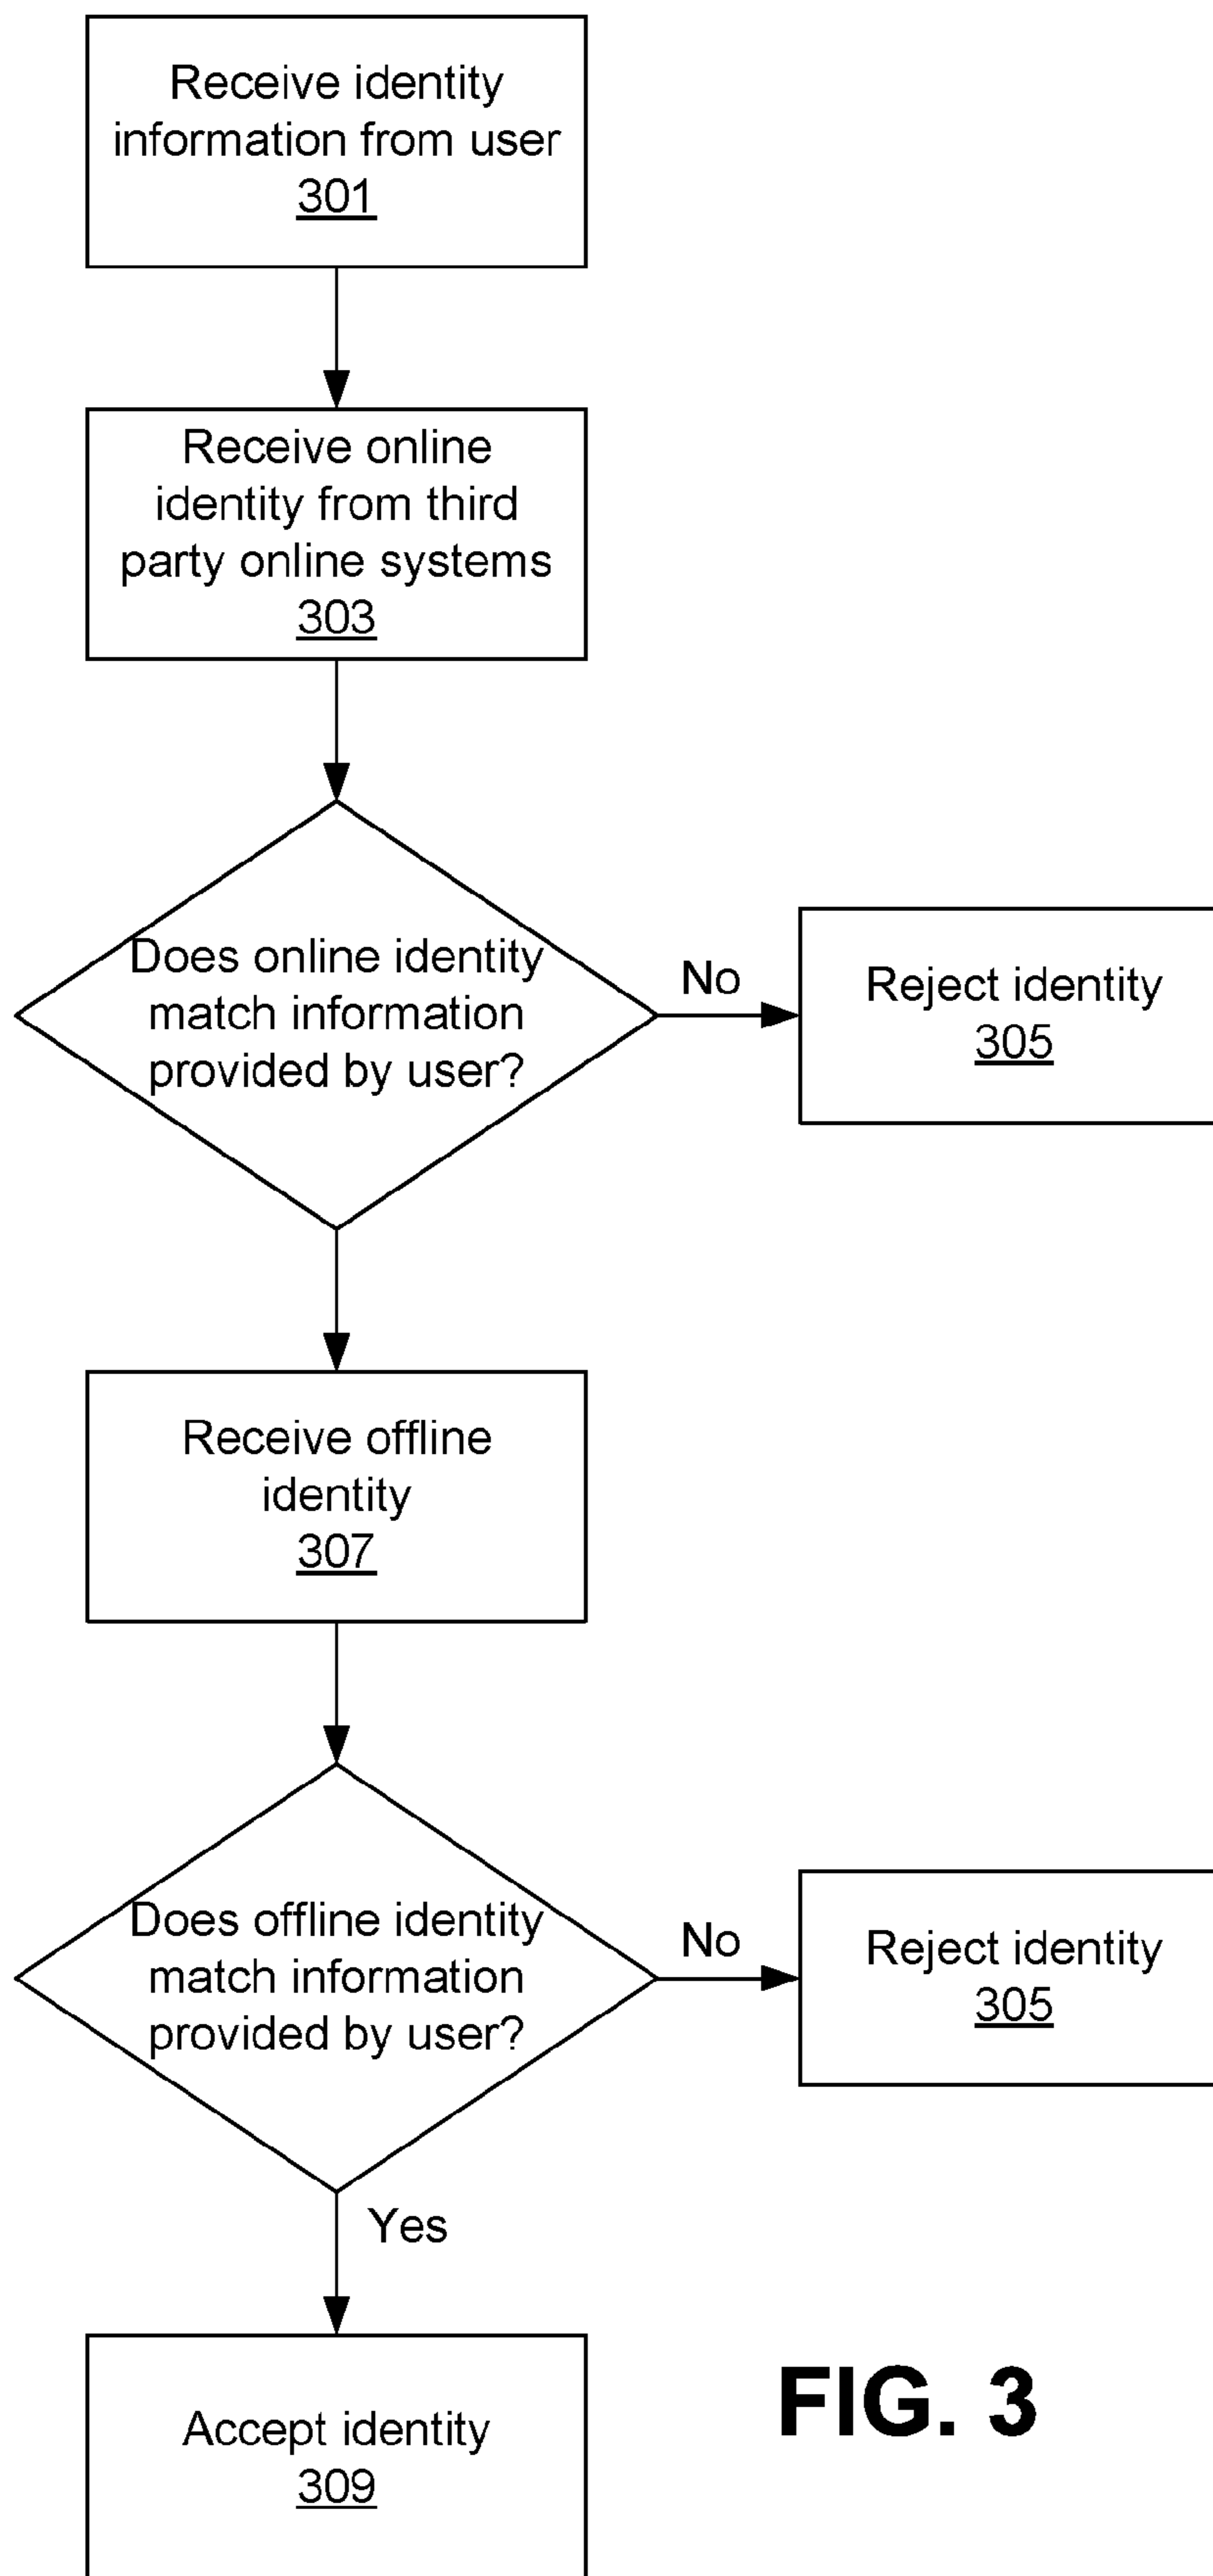 Receive identity
information from user
301
Receive online
identity from third
party online systems
303
Does online identity
match information
provided by user?
No
Reject identity
305
Receive offline
identity
307
Does offline identity
match information
provided by user?
No
Reject identity
305
Yes
Accept identity
309
FIG. 3